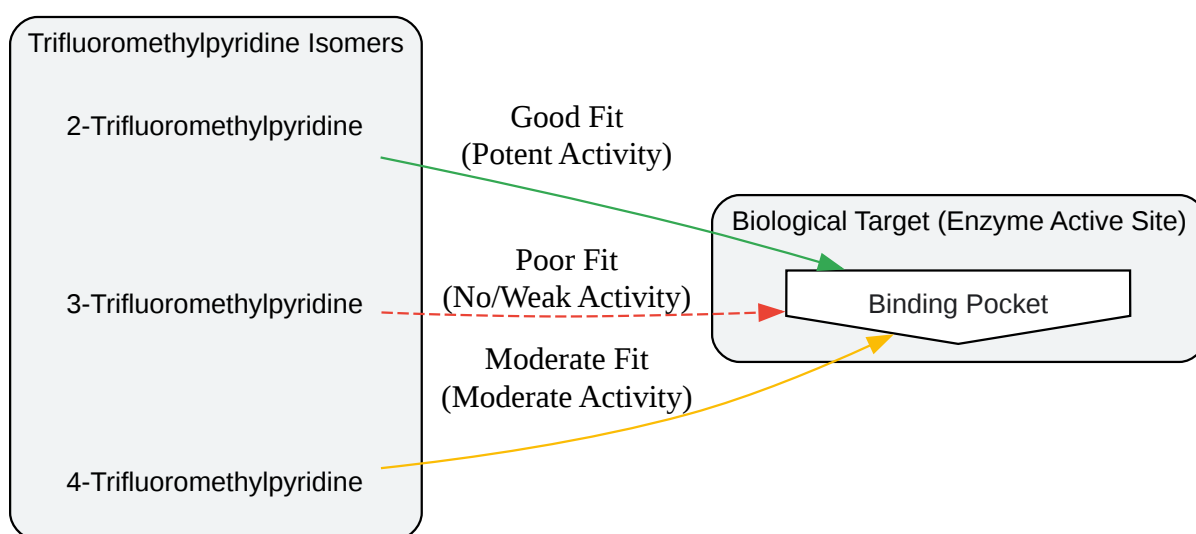 Trifluoromethylpyridine Isomers
2-Trifluoromethylpyridine
3-Trifluoromethylpyridine
4-Trifluoromethylpyridine
Good Fit
(Potent Activity)
Poor Fit
(No/Weak Activity)
Moderate Fit
(Moderate Activity)
Biological Target (Enzyme Active Site)
Binding Pocket